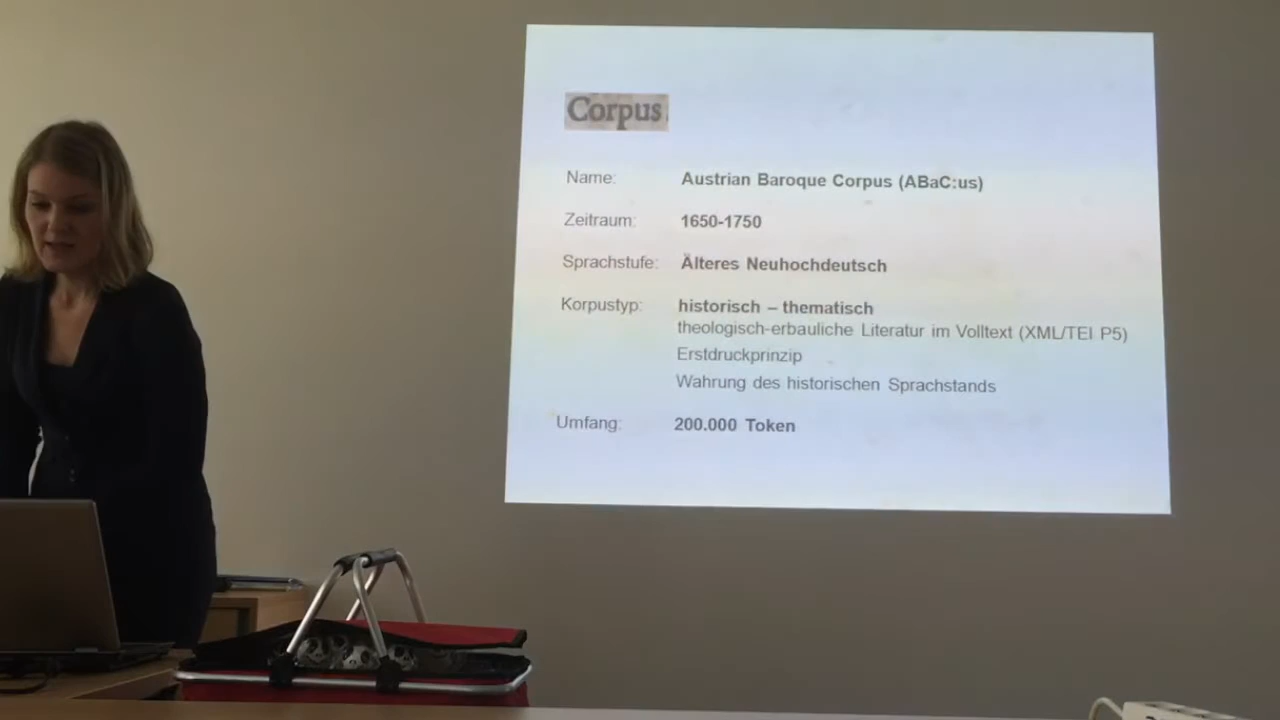 Corpus
Name: Austrian Baroque Corpus (ABaC:us)
Zeitraum: 1650-1750
Sprachstufe: Älteres Neuhochdeutsch
Korpustyp: historisch – thematisch
theologisch-erbauliche Literatur im Volltext (XML/TEI P5)
Erstdruckprinzip
Wahrung des historischen Sprachstands
Umfang: 200.000 Token